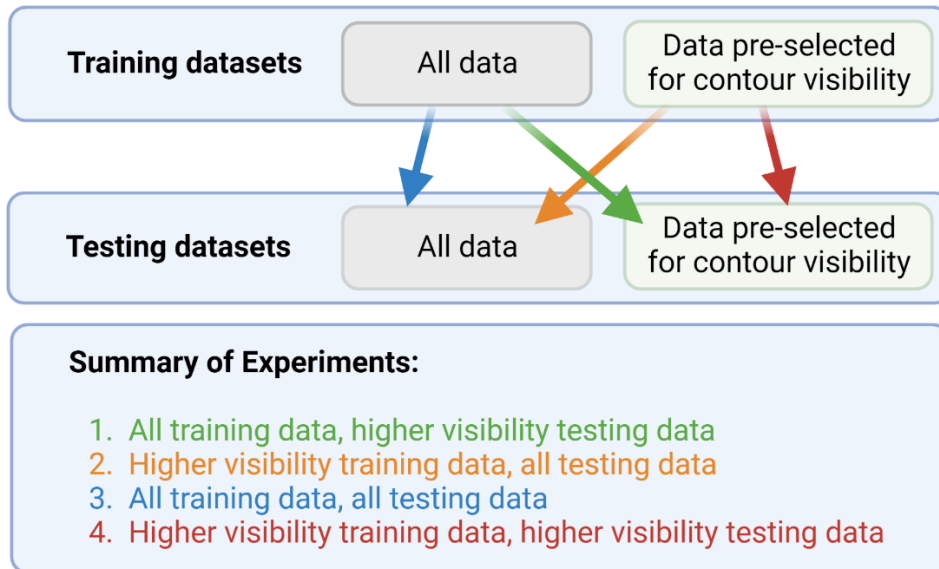 Training datasets
All data
Data pre-selected
for contour visibility
Testing datasets
All data
Data pre-selected
for contour visibility
Summary of Experiments:
1. All training data, higher visibility testing data
2. Higher visibility training data, all testing data
3. All training data, all testing data
4. Higher visibility training data, higher visibility testing data